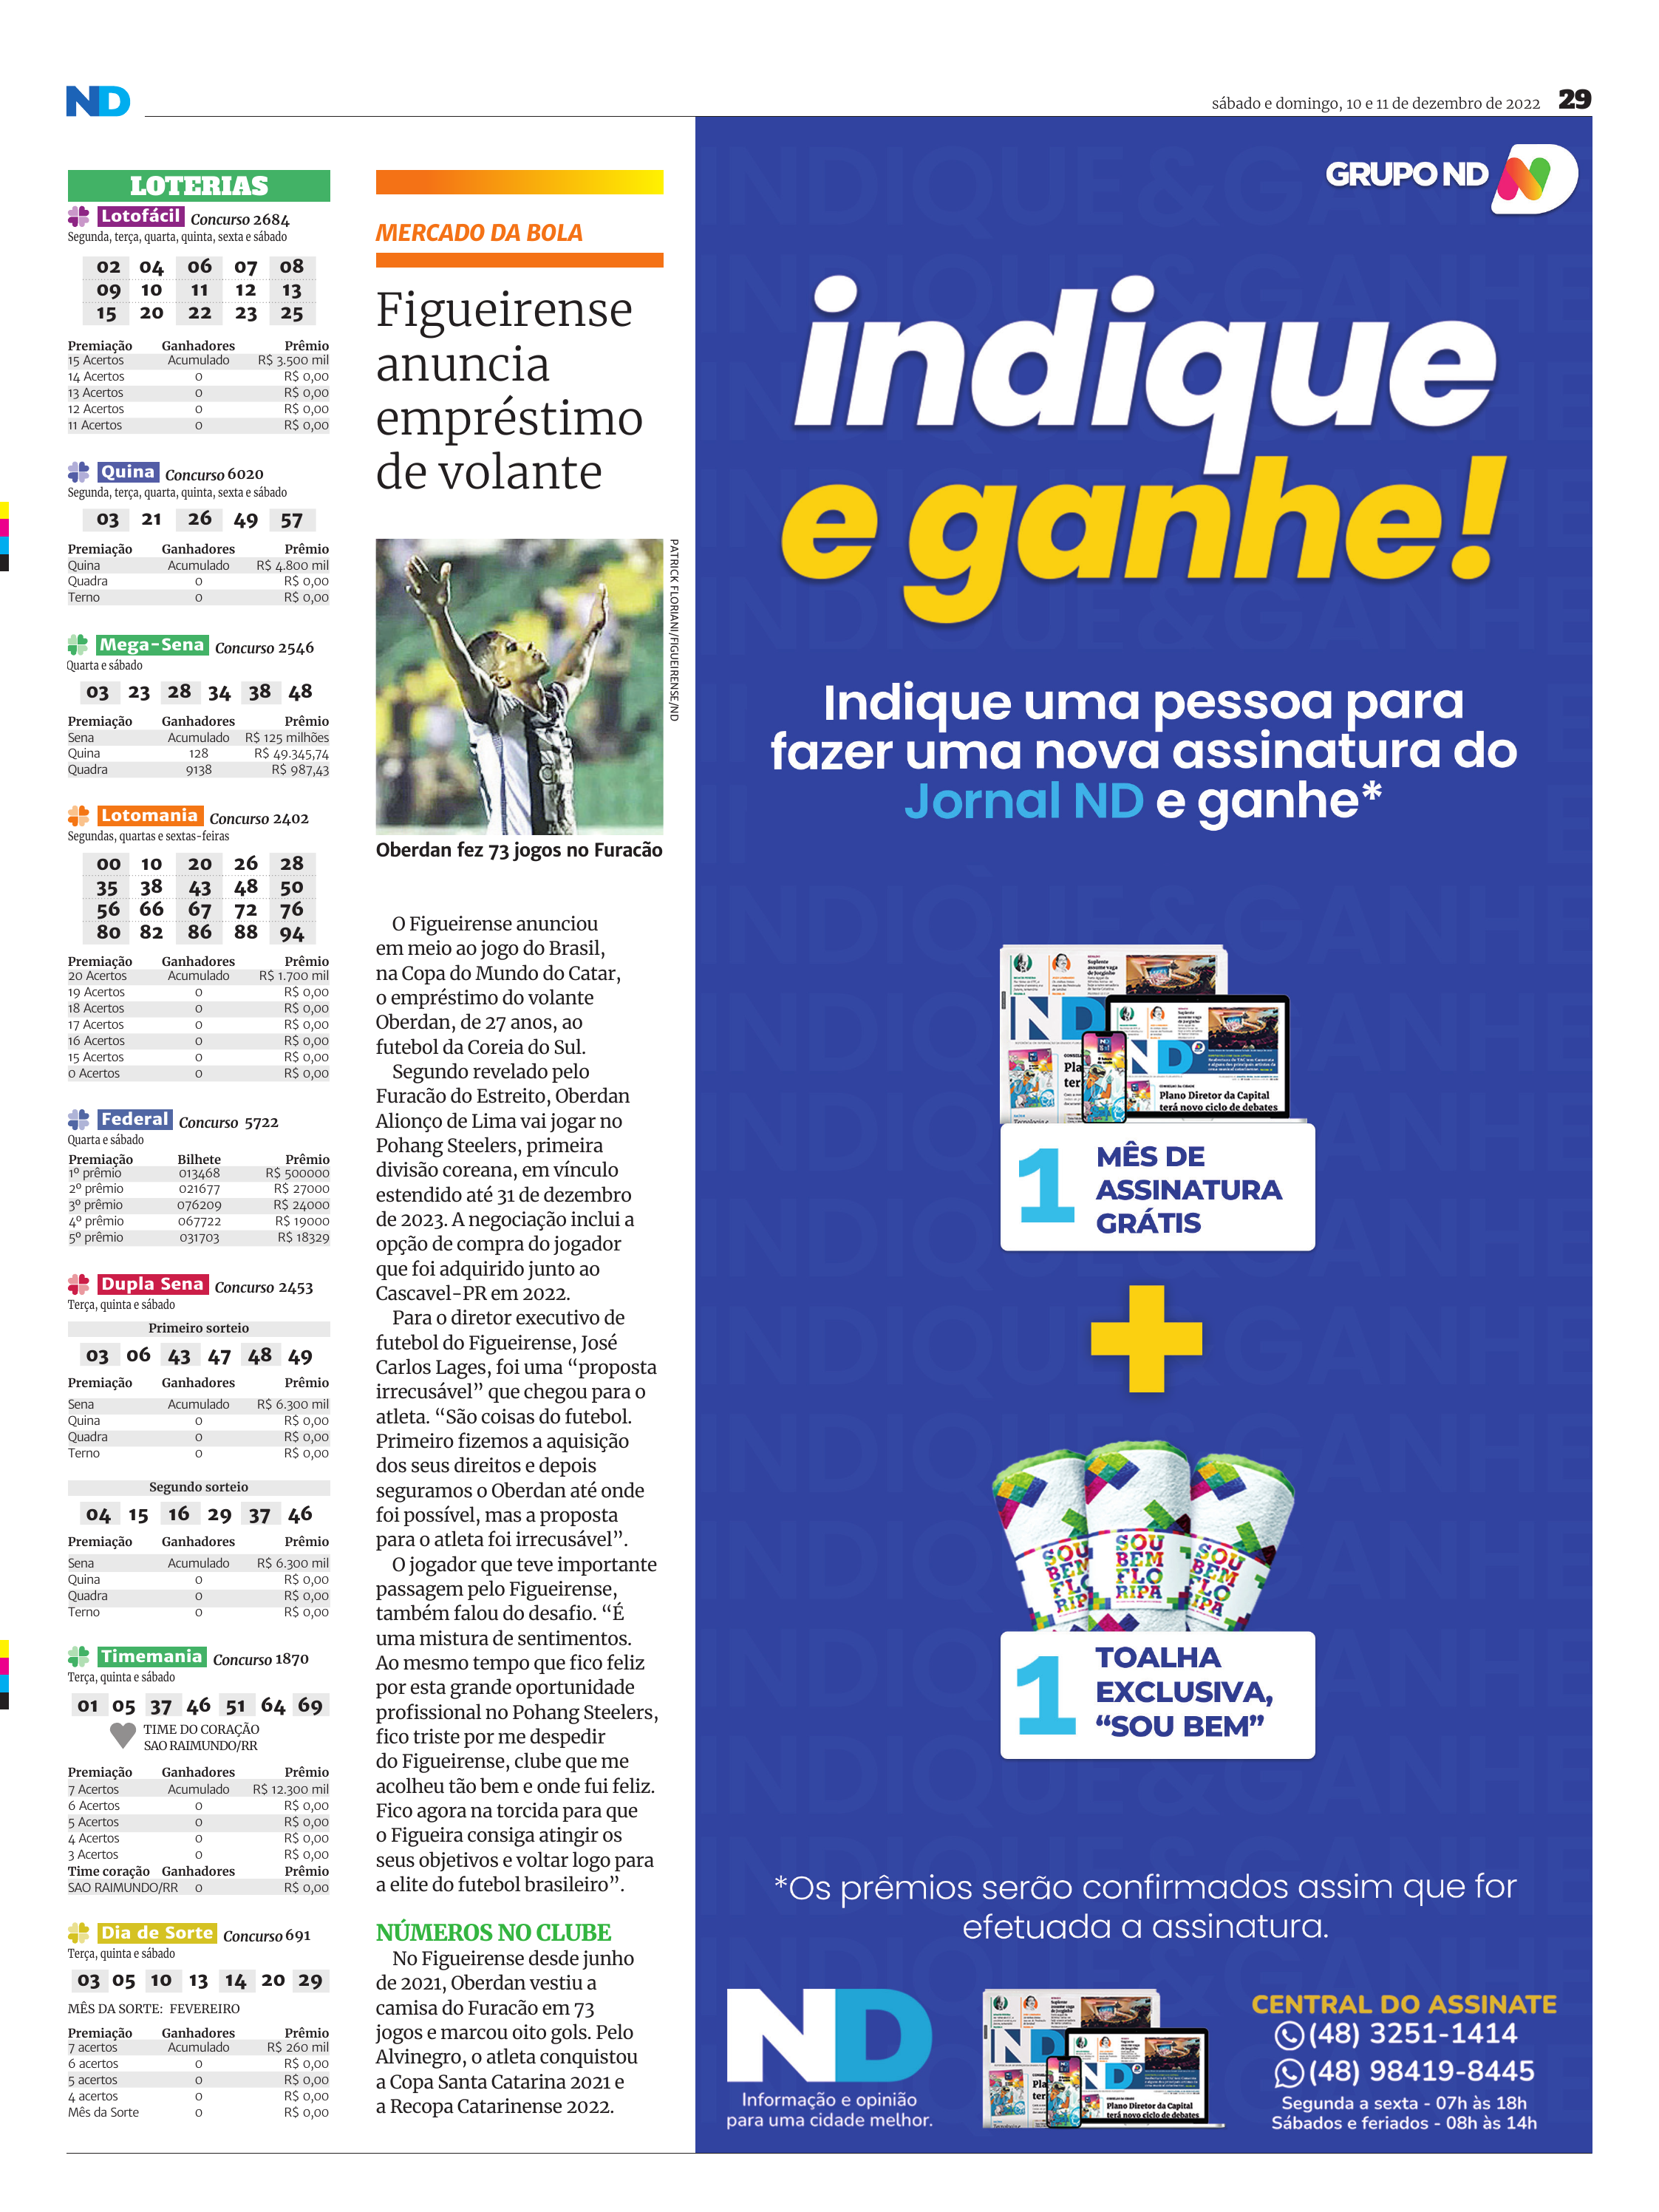 ND
sábado e domingo, 10 e 11 de dezembro de 2022 29
LOTERIAS
Lotofácil Concurso 2684
Segunda, terça, quarta, quinta, sexta e sábado
02 04 06 07 08
09 10 11 12 13
15 20 22 23 25
Premiação Ganhadores Prêmio
15 Acertos Acumulado R$ 3.500 mil
14 Acertos 0 R$ 0,00
13 Acertos 0 R$ 0,00
12 Acertos 0 R$ 0,00
11 Acertos 0 R$ 0,00
Quina Concurso 6020
Segunda, terça, quarta, quinta, sexta e sábado
03 21 26 49 57
Premiação Ganhadores Prêmio
Quina Acumulado R$ 4.800 mil
Quadra 0 R$ 0,00
Terno 0 R$ 0,00
Mega-Sena Concurso 2546
Quarta e sábado
03 23 28 34 38 48
Premiação Ganhadores Prêmio
Sena Acumulado R$ 125 milhões
Quina 128 R$ 49.345,74
Quadra 9138 R$ 987,43
Lotomania Concurso 2402
Segundas, quartas e sextas-feiras
00 10 20 26 28
35 38 43 48 50
56 66 67 72 76
80 82 86 88 94
Premiação Ganhadores Prêmio
20 Acertos Acumulado R$ 1.700 mil
19 Acertos 0 R$ 0,00
18 Acertos 0 R$ 0,00
17 Acertos 0 R$ 0,00
16 Acertos 0 R$ 0,00
15 Acertos 0 R$ 0,00
0 Acertos 0 R$ 0,00
Federal Concurso 5722
Quarta e sábado
Premiação Bilhete Prêmio
1º prêmio 013468 R$ 500000
2º prêmio 021677 R$ 27000
3º prêmio 076209 R$ 24000
4º prêmio 067722 R$ 19000
5º prêmio 031703 R$ 18329
Dupla Sena Concurso 2453
Terça, quinta e sábado
Primeiro sorteio
03 06 43 47 48 49
Premiação Ganhadores Prêmio
Sena Acumulado R$ 6.300 mil
Quina 0 R$ 0,00
Quadra 0 R$ 0,00
Terno 0 R$ 0,00
Segundo sorteio
04 15 16 29 37 46
Premiação Ganhadores Prêmio
Sena Acumulado R$ 6.300 mil
Quina 0 R$ 0,00
Quadra 0 R$ 0,00
Terno 0 R$ 0,00
Timemania Concurso 1870
Terça, quinta e sábado
01 05 37 46 51 64 69
TIME DO CORAÇÃO
SAO RAIMUNDO/RR
Premiação Ganhadores Prêmio
7 Acertos Acumulado R$ 12.300 mil
6 Acertos 0 R$ 0,00
5 Acertos 0 R$ 0,00
4 Acertos 0 R$ 0,00
3 Acertos 0 R$ 0,00
Time coração Ganhadores Prêmio
SAO RAIMUNDO/RR 0 R$ 0,00
Dia de Sorte Concurso 691
Terça, quinta e sábado
03 05 10 13 14 20 29
MÊS DA SORTE: FEVEREIRO
Premiação Ganhadores Prêmio
7 acertos Acumulado R$ 260 mil
6 acertos 0 R$ 0,00
5 acertos 0 R$ 0,00
4 acertos 0 R$ 0,00
Mês da Sorte 0 R$ 0,00
MERCADO DA BOLA
Figueirense
anuncia
empréstimo
de volante
PATRICK FLORIANI/FIGUEIRENSE/ND
Oberdan fez 73 jogos no Furacão
O Figueirense anunciou
em meio ao jogo do Brasil,
na Copa do Mundo do Catar,
o empréstimo do volante
Oberdan, de 27 anos, ao
futebol da Coreia do Sul.
Segundo revelado pelo
Furacão do Estreito, Oberdan
Alionço de Lima vai jogar no
Pohang Steelers, primeira
divisão coreana, em vínculo
estendido até 31 de dezembro
de 2023. A negociação inclui a
opção de compra do jogador
que foi adquirido junto ao
Cascavel-PR em 2022.
Para o diretor executivo de
futebol do Figueirense, José
Carlos Lages, foi uma “proposta
irrecusável” que chegou para o
atleta. “São coisas do futebol.
Primeiro fizemos a aquisição
dos seus direitos e depois
seguramos o Oberdan até onde
foi possível, mas a proposta
para o atleta foi irrecusável”.
O jogador que teve importante
passagem pelo Figueirense,
também falou do desafio. “É
uma mistura de sentimentos.
Ao mesmo tempo que fico feliz
por esta grande oportunidade
profissional no Pohang Steelers,
fico triste por me despedir
do Figueirense, clube que me
acolheu tão bem e onde fui feliz.
Fico agora na torcida para que
o Figueira consiga atingir os
seus objetivos e voltar logo para
a elite do futebol brasileiro”.
NÚMEROS NO CLUBE
No Figueirense desde junho
de 2021, Oberdan vestiu a
camisa do Furacão em 73
jogos e marcou oito gols. Pelo
Alvinegro, o atleta conquistou
a Copa Santa Catarina 2021 e
a Recopa Catarinense 2022.
GRUPO ND
indique
e ganhe!
Indique uma pessoa para
fazer uma nova assinatura do
Jornal ND e ganhe*
Suplente
assume vaga
de Jorginho
ND
Plano Diretor da Capital
terá novo ciclo de debates
1 MÊS DE
ASSINATURA
GRÁTIS
+
SOU
BEM
FLO
RIPA
1 TOALHA
EXCLUSIVA,
“SOU BEM”
*Os prêmios serão confirmados assim que for
efetuada a assinatura.
ND
Informação e opinião
para uma cidade melhor.
Plano Diretor da Capital
terá novo ciclo de debates
CENTRAL DO ASSINATE
(48) 3251-1414
(48) 98419-8445
Segunda a sexta - 07h às 18h
Sábados e feriados - 08h às 14h